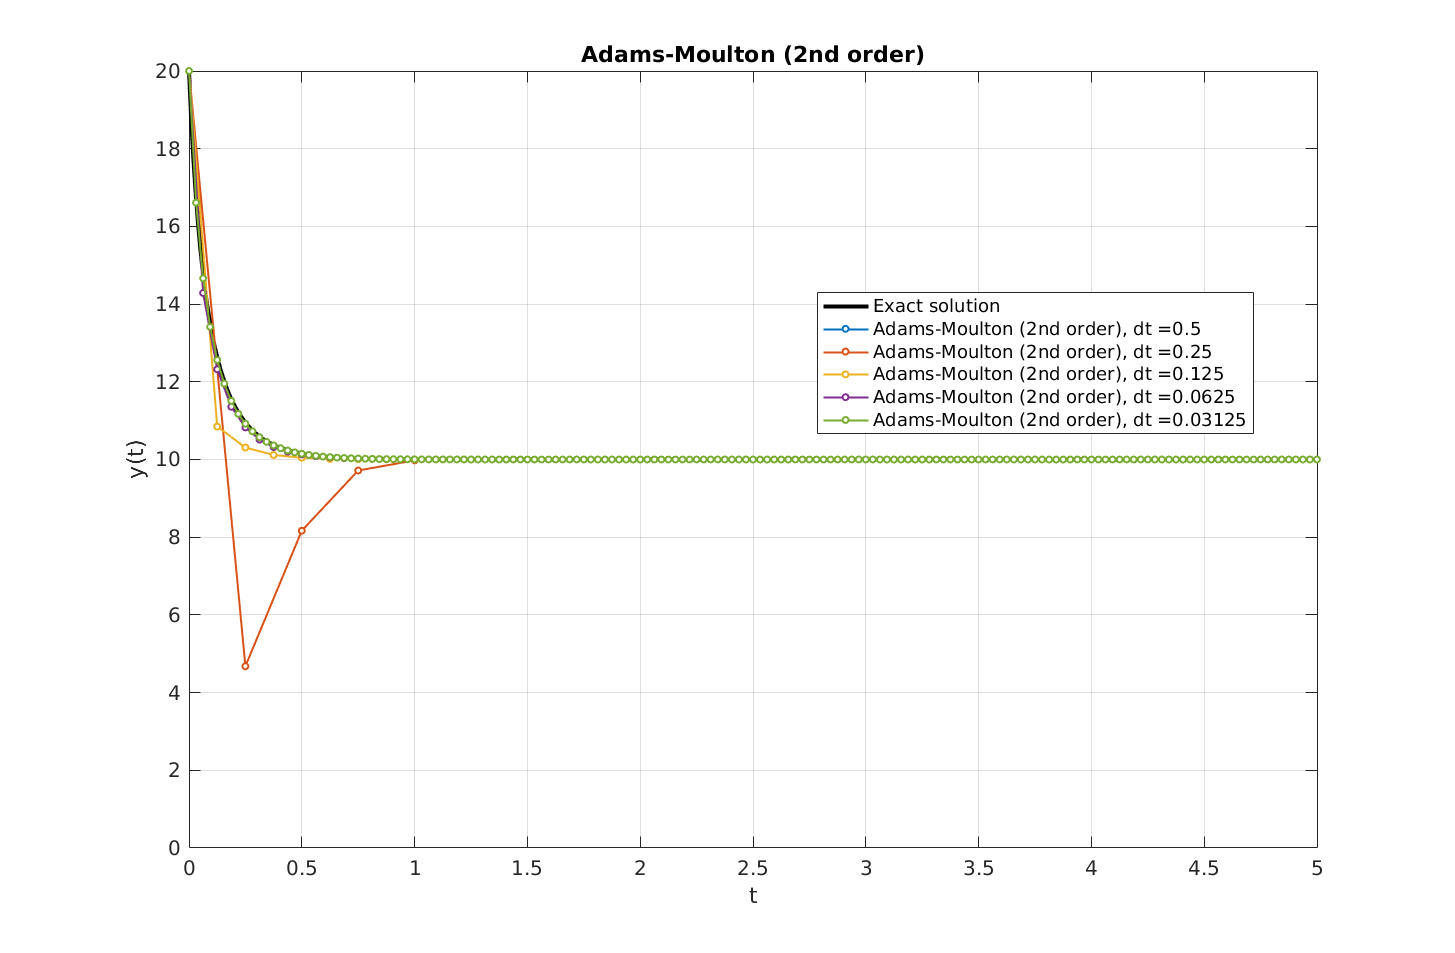 Adams-Moulton (2nd order)
20
18
16
14
12
10
8
6
4
2
0
y(t)
Exact solution
Adams-Moulton (2nd order), dt =0.5
Adams-Moulton (2nd order), dt =0.25
Adams-Moulton (2nd order), dt =0.125
Adams-Moulton (2nd order), dt =0.0625
Adams-Moulton (2nd order), dt =0.03125
0 0.5 1 1.5 2 2.5 3 3.5 4 4.5 5
t